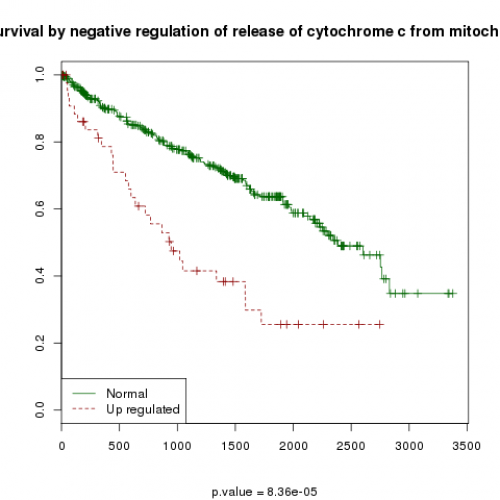 urvival by negative regulation of release of cytochrome c from mitoch
1.0
0.8
0.6
0.4
0.2
0.0
Normal
Up regulated
0 500 1000 1500 2000 2500 3000 3500
p.value = 8.36e-05